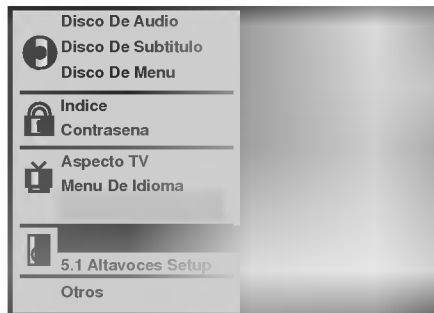 Disco De Audio
Disco De Subtitulo
Disco De Menu
Indice
Contrasena
Aspecto TV
Menu De Idioma
5.1 Altavoces Setup
Otros